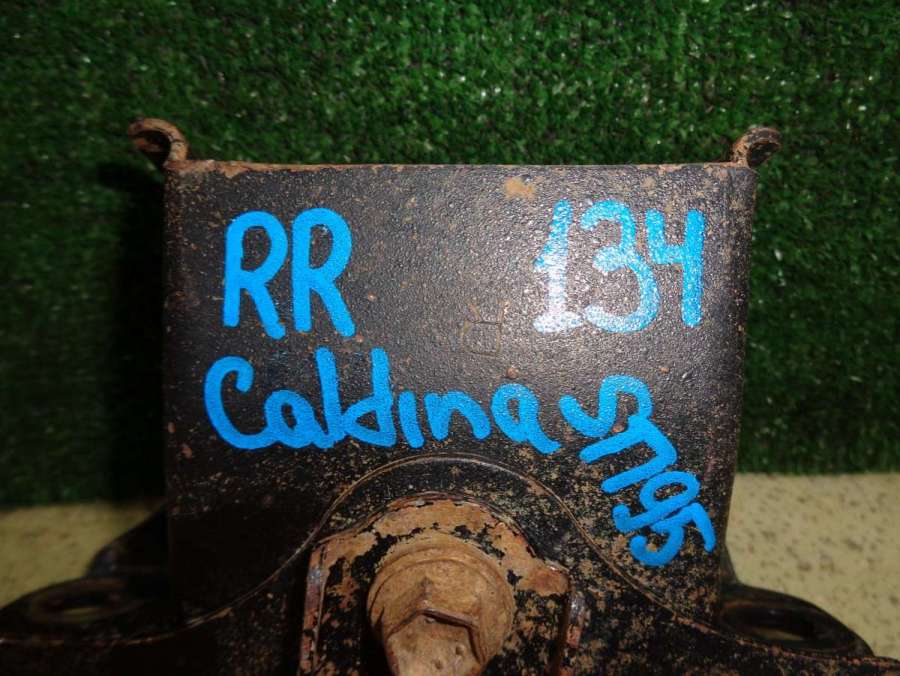 RR 134
R
Caldina ST195